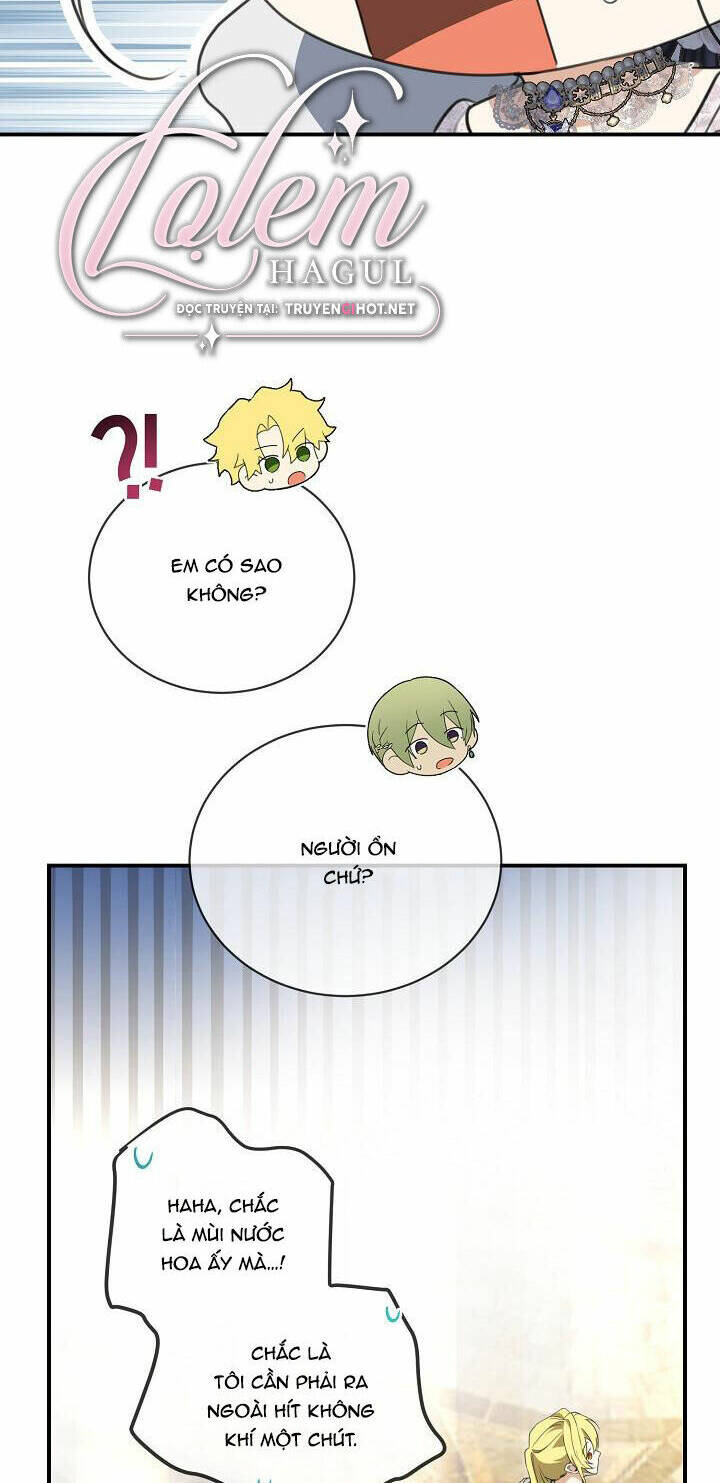 Lọlem
HAGUL
ĐỌC TRUYỆN TẠI: TRUYENGIHOT.NET
?!
EM CÓ SAO
KHÔNG?
NGƯỜI ỔN
CHỨ?
HAHA, CHẮC
LÀ MÙI NƯỚC
HOA ẤY MÀ...!
CHẮC LÀ
TÔI CẦN PHẢI RA
NGOÀI HÍT KHÔNG
KHÍ MỘT CHÚT.